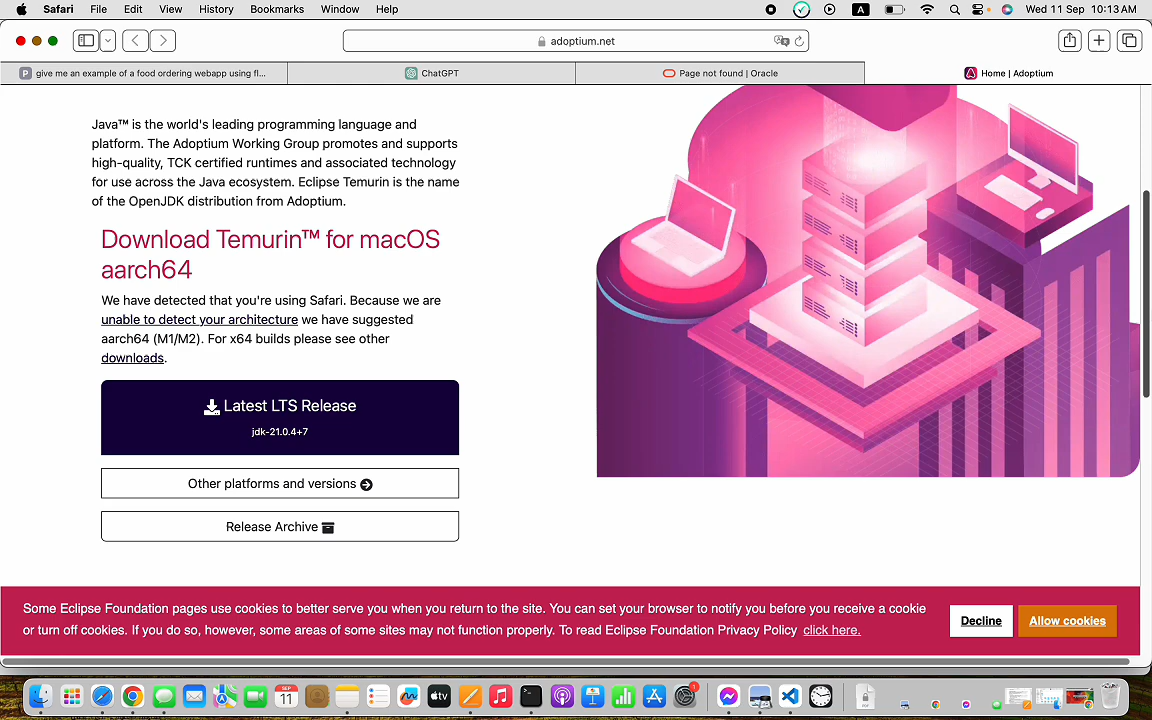 Safari File Edit View History Bookmarks Window Help
A
Wed 11 Sep 10:13 AM
adoptium.net
P give me an example of a food ordering webapp using fl...
ChatGPT
Page not found | Oracle
Home | Adoptium
Java™ is the world's leading programming language and
platform. The Adoptium Working Group promotes and supports
high-quality, TCK certified runtimes and associated technology
for use across the Java ecosystem. Eclipse Temurin is the name
of the OpenJDK distribution from Adoptium.
Download Temurin™ for macOS
aarch64
We have detected that you're using Safari. Because we are
unable to detect your architecture we have suggested
aarch64 (M1/M2). For x64 builds please see other
downloads.
Latest LTS Release
jdk-21.0.4+7
Other platforms and versions
Release Archive
Some Eclipse Foundation pages use cookies to better serve you when you return to the site. You can set your browser to notify you before you receive a cookie
or turn off cookies. If you do so, however, some areas of some sites may not function properly. To read Eclipse Foundation Privacy Policy click here.
Decline
Allow cookies
SEP
11
tv
1